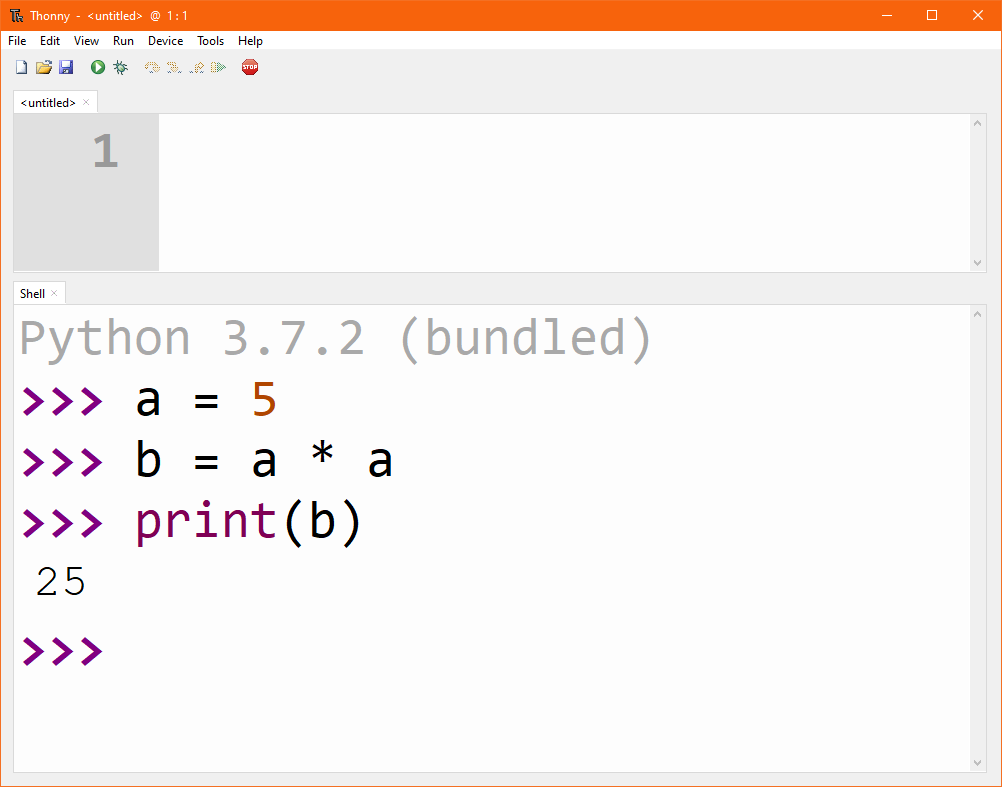 Thonny - <untitled> @ 1:1
File Edit View Run Device Tools Help
STOP
<untitled>
1
Shell
Python 3.7.2 (bundled)
>>> a = 5
>>> b = a * a
>>> print(b)
25
>>>